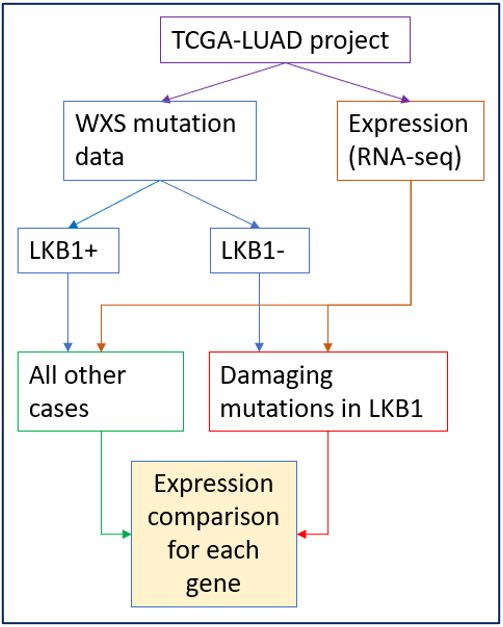 TCGA-LUAD project
WXS mutation
data
Expression
(RNA-seq)
LKB1+
LKB1-
All other
cases
Damaging
mutations in LKB1
Expression
comparison
for each
gene